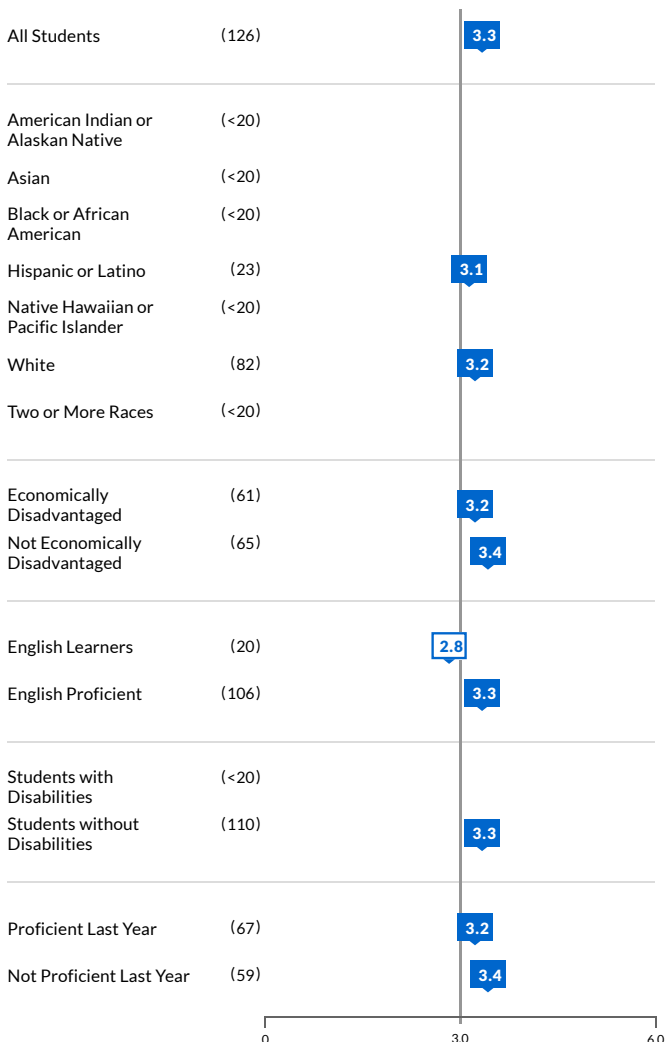 All Students (126) 3.3
American Indian or
Alaskan Native (<20)
Asian (<20)
Black or African
American (<20)
Hispanic or Latino (23) 3.1
Native Hawaiian or
Pacific Islander (<20)
White (82) 3.2
Two or More Races (<20)
Economically
Disadvantaged (61) 3.2
Not Economically
Disadvantaged (65) 3.4
English Learners (20) 2.8
English Proficient (106) 3.3
Students with
Disabilities (<20)
Students without
Disabilities (110) 3.3
Proficient Last Year (67) 3.2
Not Proficient Last Year (59) 3.4
0 3.0 6.0